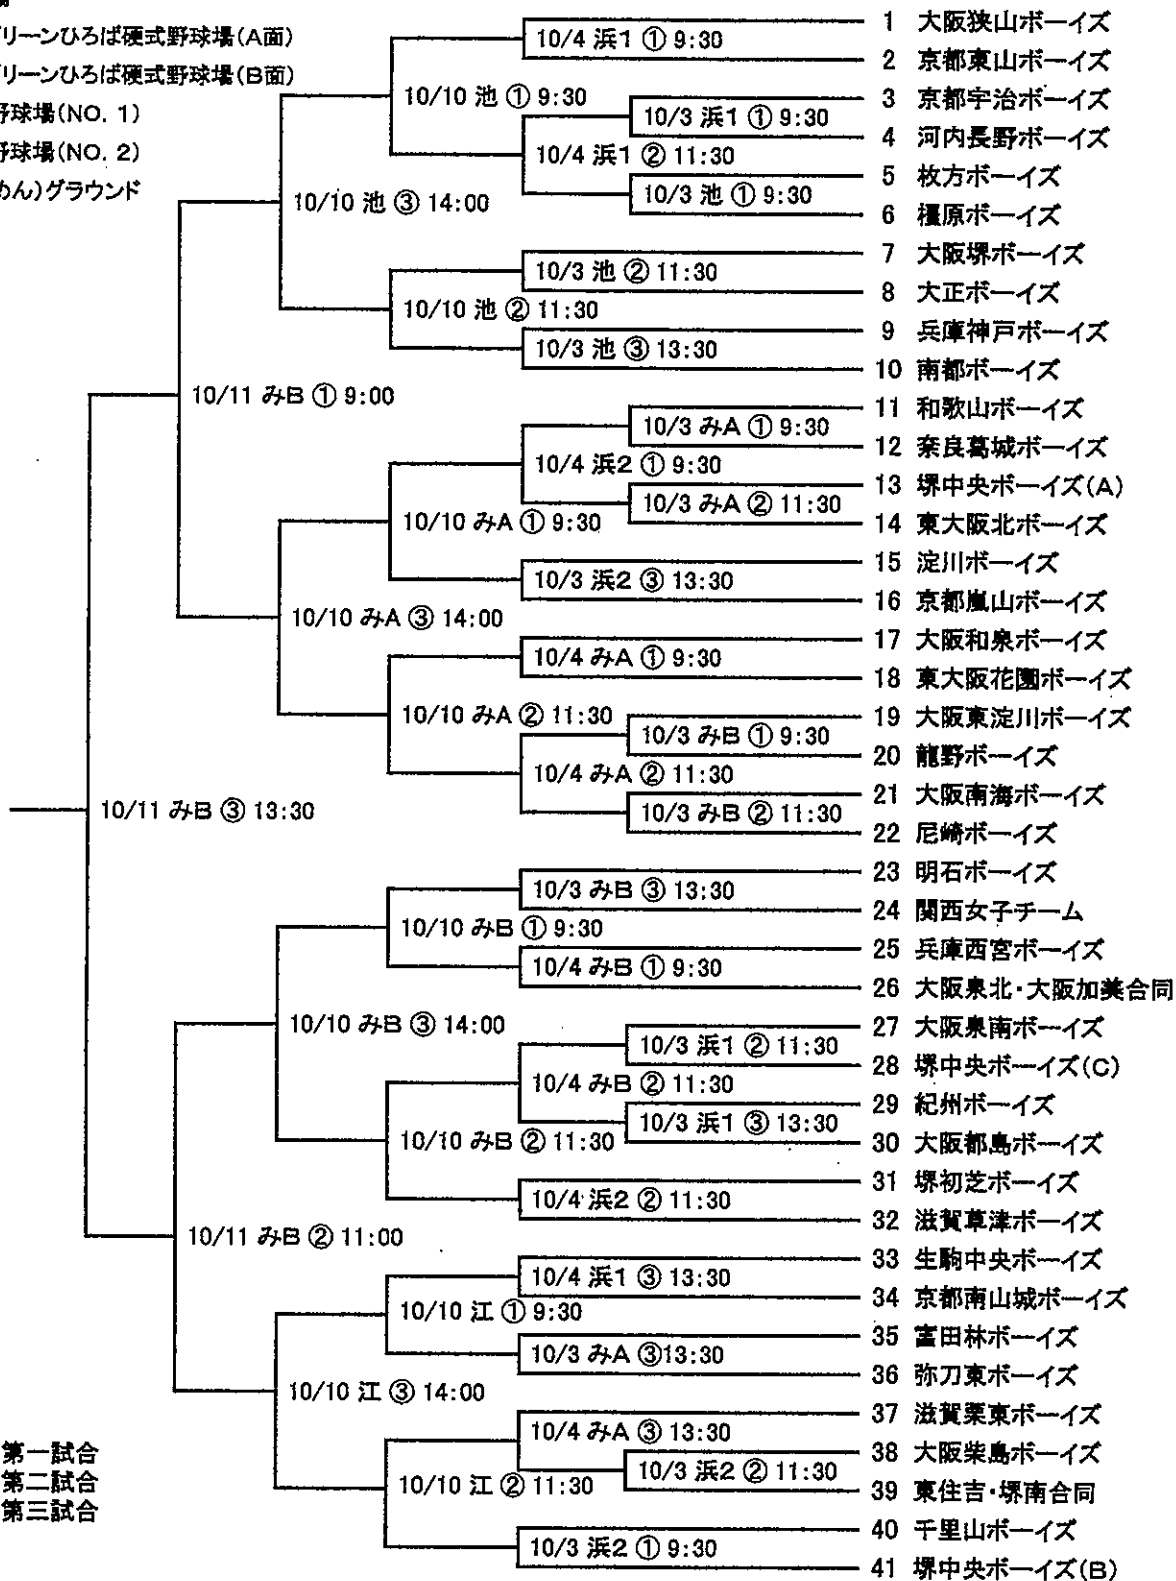 リーンひろば硬式野球場(A面)
リーンひろば硬式野球場(B面)
野球場(NO. 1)
野球場(NO. 2)
めん)グラウンド
1 大阪狭山ボーイズ
10/4 浜1 ① 9:30
2 京都東山ボーイズ
10/10 池 ① 9:30
3 京都宇治ボーイズ
10/3 浜1 ① 9:30
4 河内長野ボーイズ
10/4 浜1 ② 11:30
5 枚方ボーイズ
10/3 池 ① 9:30
6 橿原ボーイズ
10/10 池 ③ 14:00
7 大阪堺ボーイズ
10/3 池 ② 11:30
8 大正ボーイズ
10/10 池 ② 11:30
9 兵庫神戸ボーイズ
10/3 池 ③ 13:30
10 南都ボーイズ
10/11 みB ① 9:00
11 和歌山ボーイズ
10/3 みA ① 9:30
12 奈良葛城ボーイズ
10/4 浜2 ① 9:30
13 堺中央ボーイズ(A)
10/3 みA ② 11:30
14 東大阪北ボーイズ
10/10 みA ① 9:30
15 淀川ボーイズ
10/3 浜2 ③ 13:30
16 京都嵐山ボーイズ
10/10 みA ③ 14:00
17 大阪和泉ボーイズ
10/4 みA ① 9:30
18 東大阪花園ボーイズ
10/10 みA ② 11:30
19 大阪東淀川ボーイズ
10/3 みB ① 9:30
20 龍野ボーイズ
10/4 みA ② 11:30
21 大阪南海ボーイズ
10/3 みB ② 11:30
22 尼崎ボーイズ
10/11 みB ③ 13:30
23 明石ボーイズ
10/3 みB ③ 13:30
24 関西女子チーム
10/10 みB ① 9:30
25 兵庫西宮ボーイズ
10/4 みB ① 9:30
26 大阪泉北・大阪加美合同
10/10 みB ③ 14:00
27 大阪泉南ボーイズ
10/3 浜1 ② 11:30
28 堺中央ボーイズ(C)
10/4 みB ② 11:30
29 紀州ボーイズ
10/3 浜1 ③ 13:30
30 大阪都島ボーイズ
10/10 みB ② 11:30
31 堺初芝ボーイズ
10/4 浜2 ② 11:30
32 滋賀草津ボーイズ
10/11 みB ② 11:00
33 生駒中央ボーイズ
10/4 浜1 ③ 13:30
34 京都南山城ボーイズ
10/10 江 ① 9:30
35 富田林ボーイズ
10/3 みA ③13:30
36 弥刀東ボーイズ
10/10 江 ③ 14:00
37 滋賀栗東ボーイズ
10/4 みA ③ 13:30
38 大阪柴島ボーイズ
10/3 浜2 ② 11:30
39 東住吉・堺南合同
10/10 江 ② 11:30
40 千里山ボーイズ
10/3 浜2 ① 9:30
41 堺中央ボーイズ(B)
第一試合
第二試合
第三試合